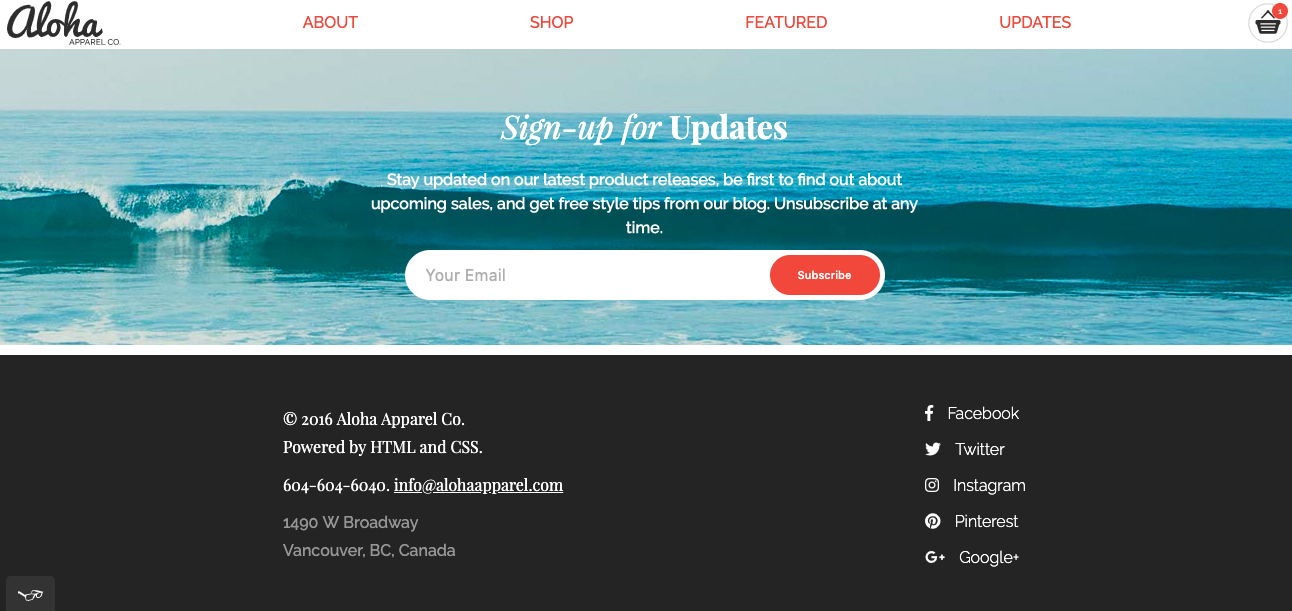 Aloha
APPAREL CO.
ABOUT
SHOP
FEATURED
UPDATES
1
Sign-up for Updates
Stay updated on our latest product releases, be first to find out about
upcoming sales, and get free style tips from our blog. Unsubscribe at any
time.
Your Email
Subscribe
© 2016 Aloha Apparel Co.
Powered by HTML and CSS.
604-604-6040. info@alohaapparel.com
1490 W Broadway
Vancouver, BC, Canada
Facebook
Twitter
Instagram
Pinterest
Google+